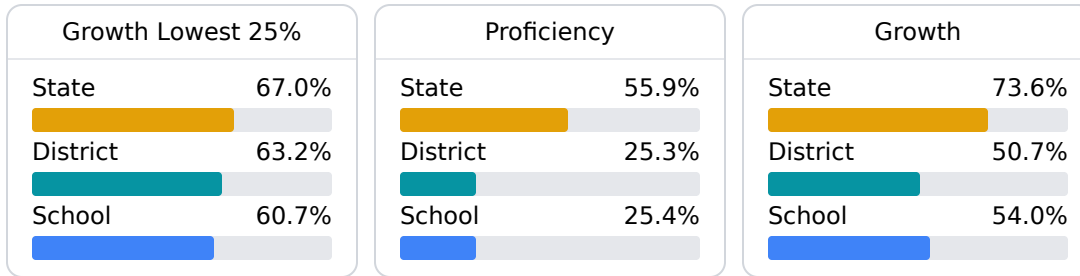 Growth Lowest 25%
State 67.0%
District 63.2%
School 60.7%
Proficiency
State 55.9%
District 25.3%
School 25.4%
Growth
State 73.6%
District 50.7%
School 54.0%